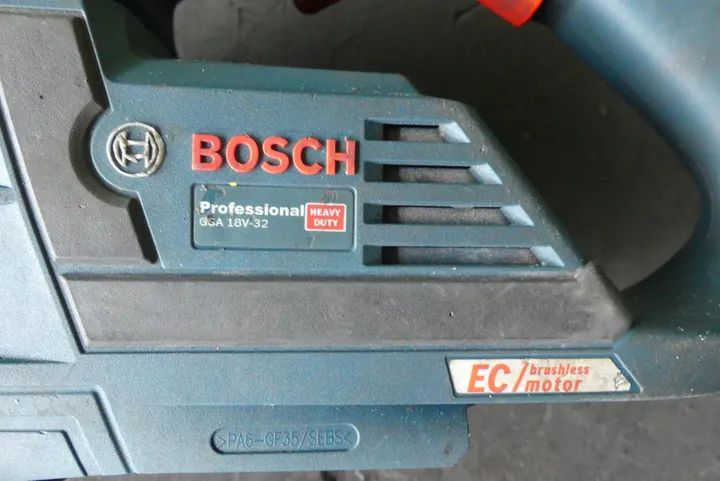 BOSCH
Professional
HEAVY
DUTY
GSA 18V-32
EC/brushless
motor
>PA6-GF35/SEBS<